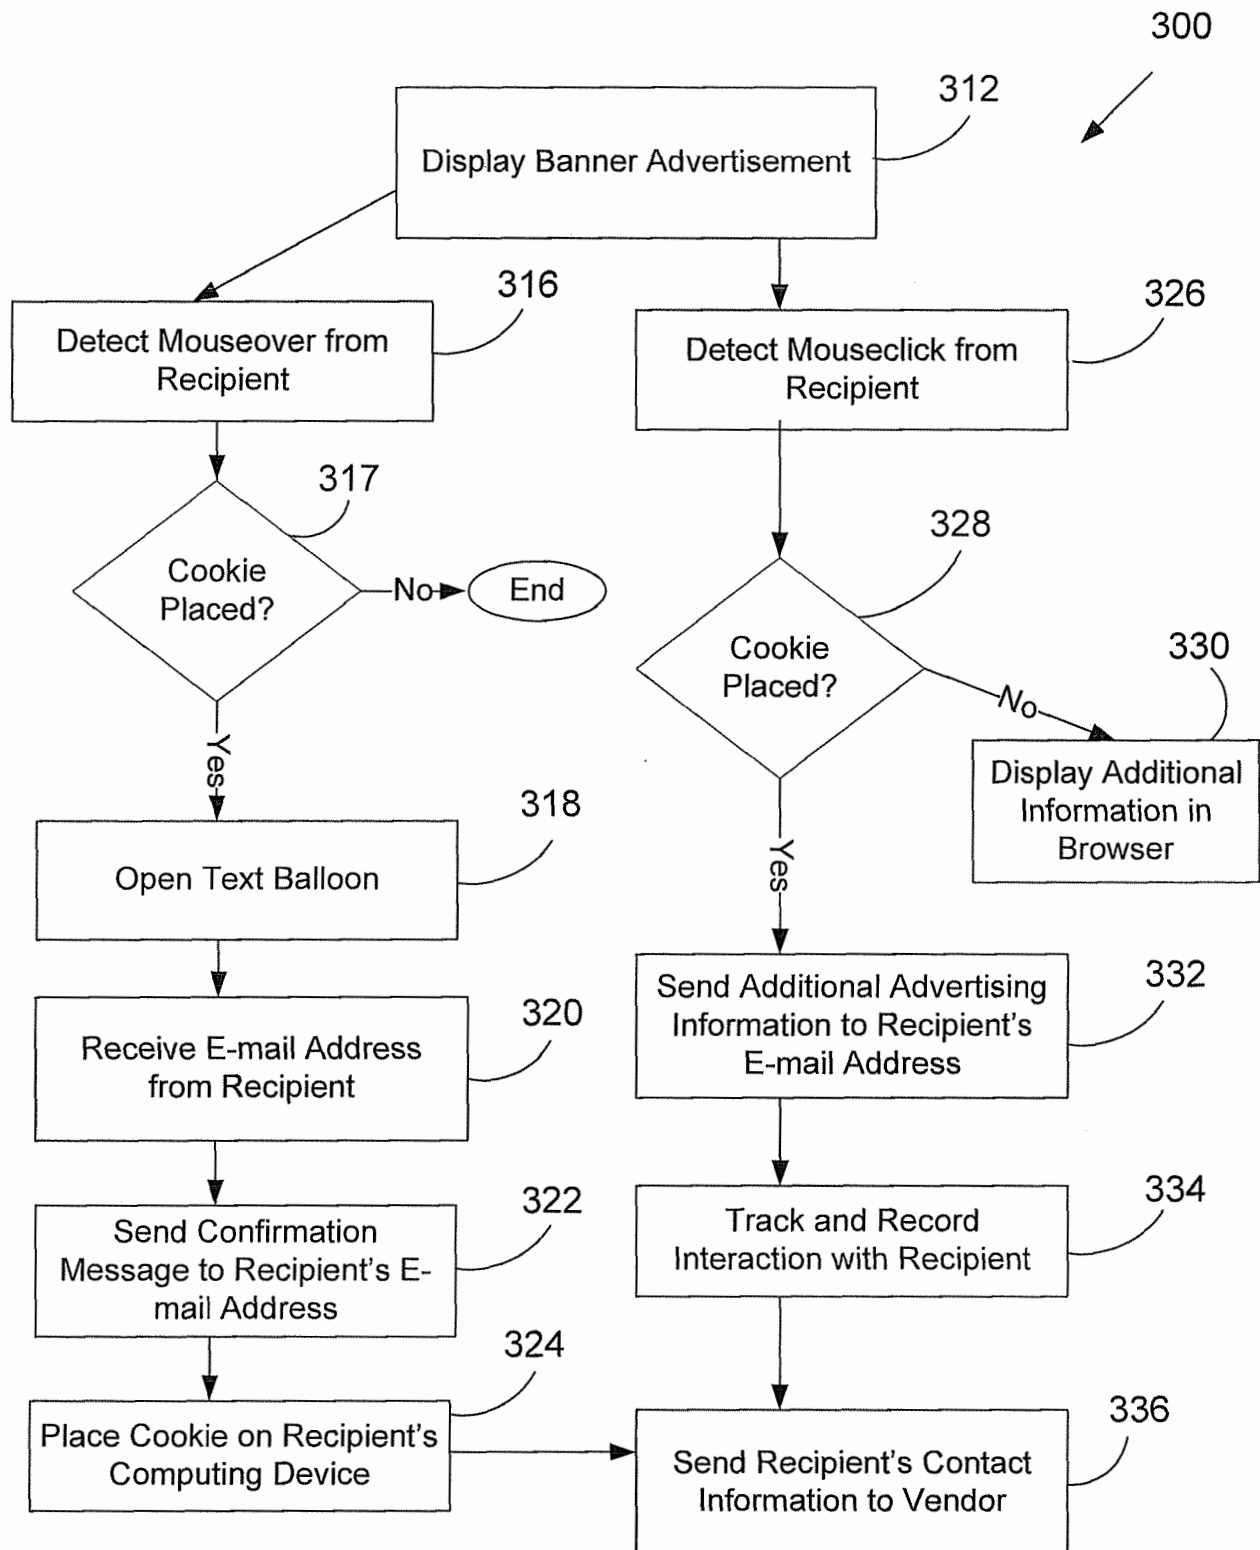 300
312
Display Banner Advertisement
316
Detect Mouseover from
Recipient
326
Detect Mouseclick from
Recipient
317
Cookie
Placed?
No
End
328
Cookie
Placed?
No
330
Display Additional
Information in
Browser
Yes
318
Open Text Balloon
Yes
320
Receive E-mail Address
from Recipient
332
Send Additional Advertising
Information to Recipient's
E-mail Address
322
Send Confirmation
Message to Recipient's E-
mail Address
334
Track and Record
Interaction with Recipient
324
Place Cookie on Recipient's
Computing Device
336
Send Recipient's Contact
Information to Vendor